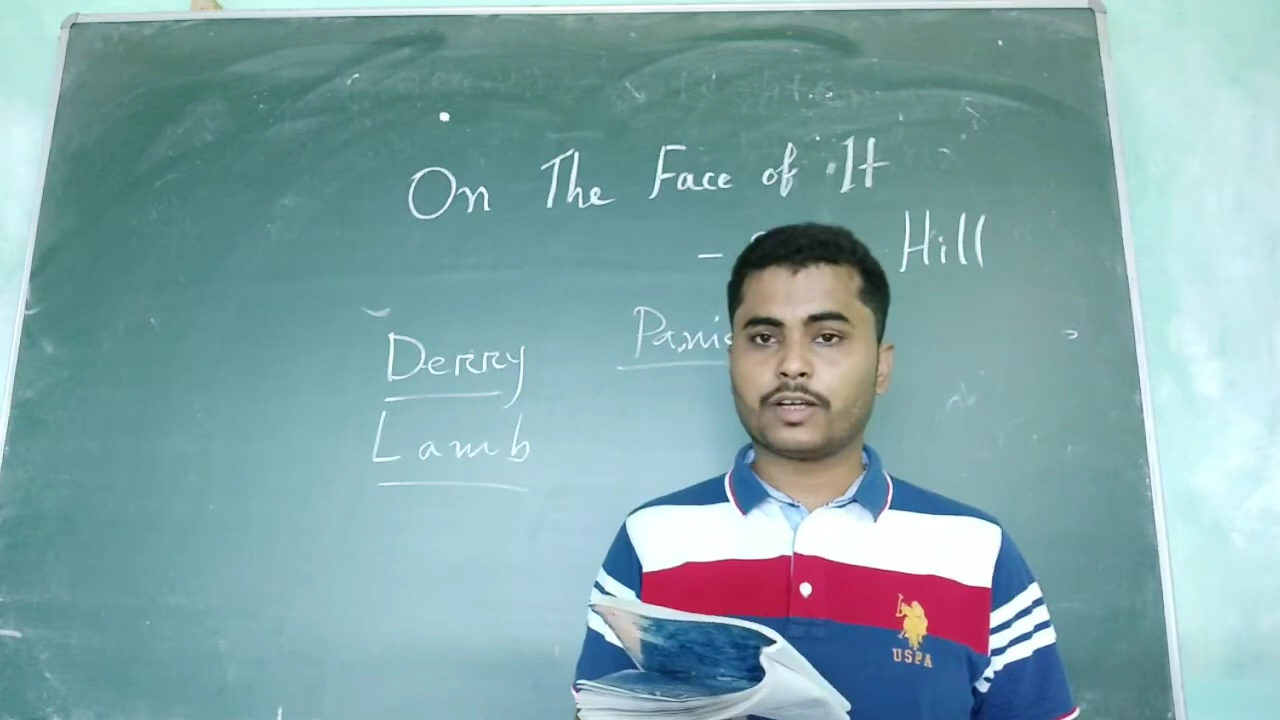 On The Face of It
- Hill
Derry
Lamb
USPA